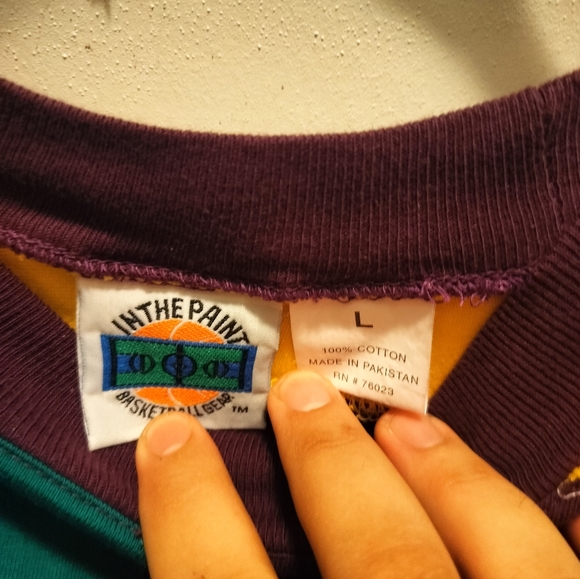 IN THE PAINT
BASKETBALL GEAR ™
L
100% COTTON
MADE IN PAKISTAN
RN # 76023